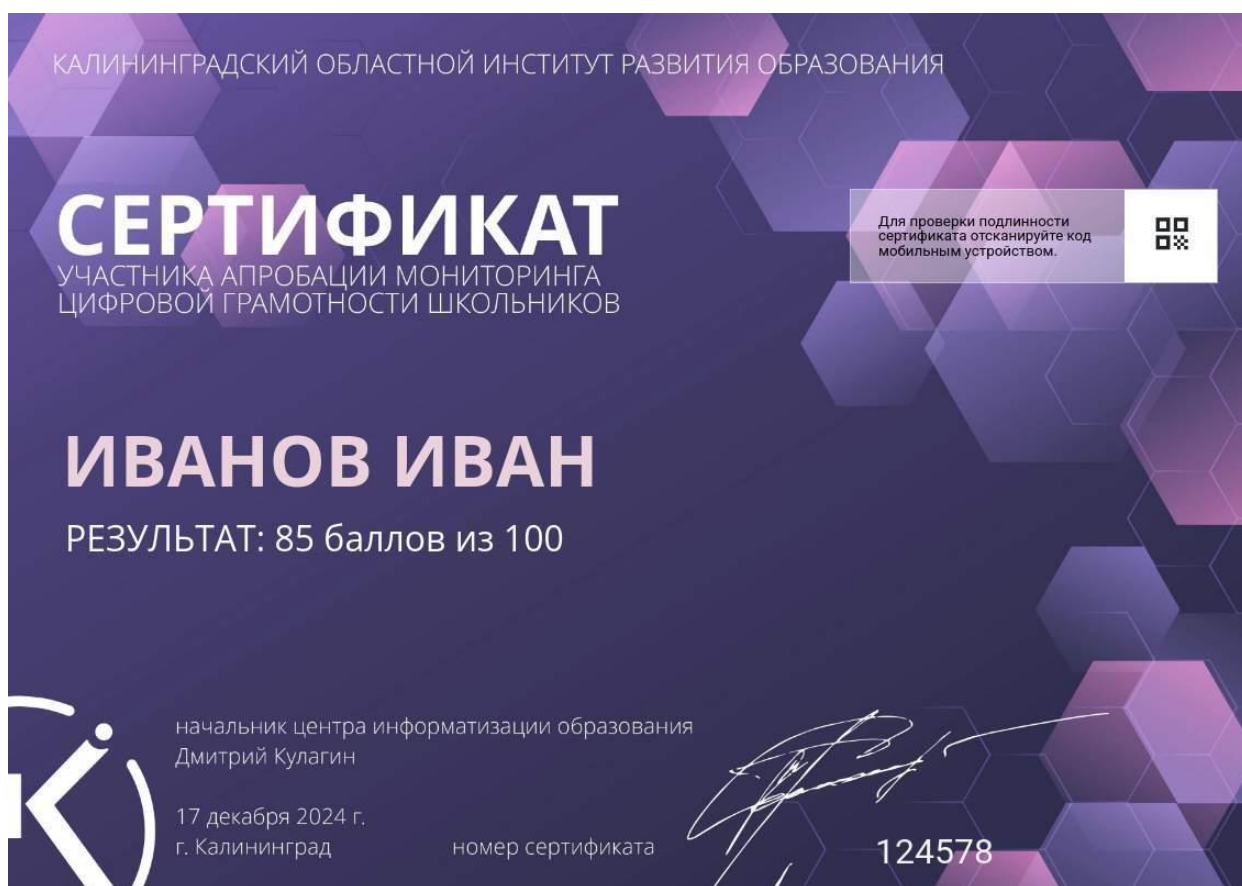 КАЛИНИНГРАДСКИЙ ОБЛАСТНОЙ ИНСТИТУТ РАЗВИТИЯ ОБРАЗОВАНИЯ
СЕРТИФИКАТ
УЧАСТНИКА АПРОБАЦИИ МОНИТОРИНГА
ЦИФРОВОЙ ГРАМОТНОСТИ ШКОЛЬНИКОВ
Для проверки подлинности
сертификата отсканируйте код
мобильным устройством.
ИВАНОВ ИВАН
РЕЗУЛЬТАТ: 85 баллов из 100
начальник центра информатизации образования
Дмитрий Кулагин
17 декабря 2024 г.
г. Калининград
номер сертификата 124578